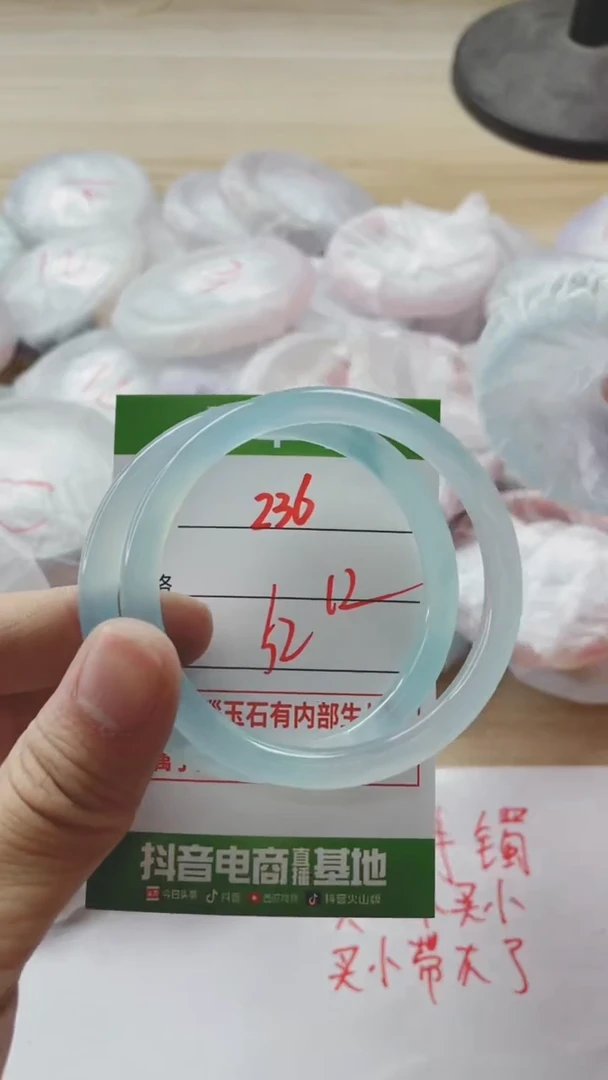 236
12
52
玉石有内部生
抖音电商直播基地
今日头条 抖音 西瓜视频 抖音火山版
手镯
买小
买小带大了